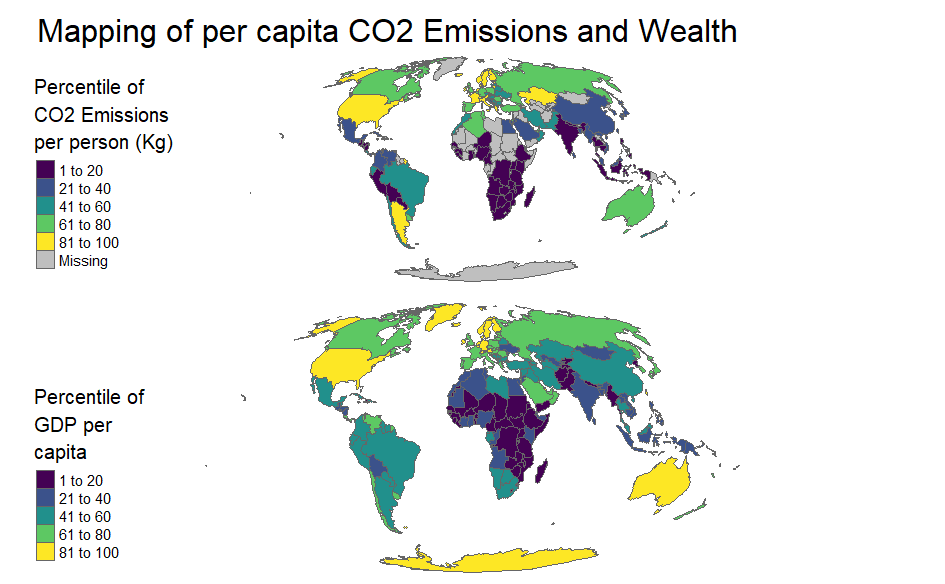 Mapping of per capita CO2 Emissions and Wealth
Percentile of
CO2 Emissions
per person (Kg)
1 to 20
21 to 40
41 to 60
61 to 80
81 to 100
Missing
Percentile of
GDP per
capita
1 to 20
21 to 40
41 to 60
61 to 80
81 to 100